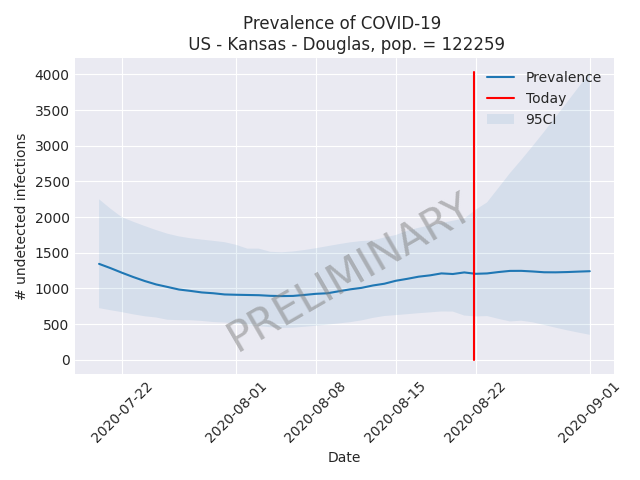 Prevalence of COVID-19
US - Kansas - Douglas, pop. = 122259
4000
3500
3000
2500
2000
1500
1000
500
0
# undetected infections
Prevalence
Today
95CI
PRELIMINARY
2020-07-22
2020-08-01
2020-08-08
2020-08-15
2020-08-22
2020-09-01
Date